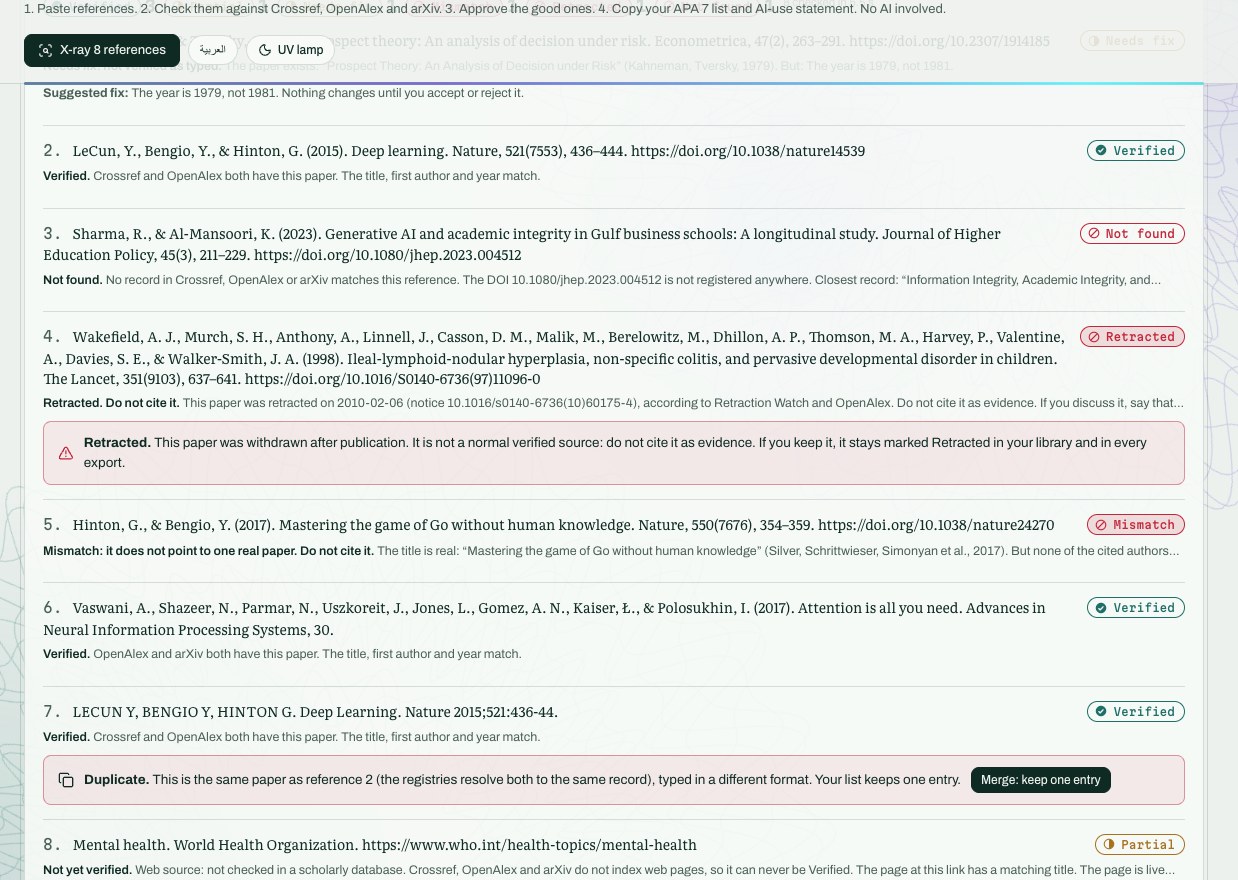 1. Paste references. 2. Check them against Crossref, OpenAlex and arXiv. 3. Approve the good ones. 4. Copy your APA 7 list and AI-use statement. No AI involved.
X-ray 8 references
العربية
UV lamp
spect theory: An analysis of decision under risk. Econometrica, 47(2), 263–291. https://doi.org/10.2307/1914185
Needs fix
Needs fix: not verified as typed. The paper exists: “Prospect Theory: An Analysis of Decision under Risk” (Kahneman, Tversky, 1979). But: The year is 1979, not 1981.
Suggested fix: The year is 1979, not 1981. Nothing changes until you accept or reject it.
2. LeCun, Y., Bengio, Y., & Hinton, G. (2015). Deep learning. Nature, 521(7553), 436–444. https://doi.org/10.1038/nature14539
Verified
Verified. Crossref and OpenAlex both have this paper. The title, first author and year match.
3. Sharma, R., & Al-Mansoori, K. (2023). Generative AI and academic integrity in Gulf business schools: A longitudinal study. Journal of Higher
Education Policy, 45(3), 211–229. https://doi.org/10.1080/jhep.2023.004512
Not found
Not found. No record in Crossref, OpenAlex or arXiv matches this reference. The DOI 10.1080/jhep.2023.004512 is not registered anywhere. Closest record: “Information Integrity, Academic Integrity, and…
4. Wakefield, A. J., Murch, S. H., Anthony, A., Linnell, J., Casson, D. M., Malik, M., Berelowitz, M., Dhillon, A. P., Thomson, M. A., Harvey, P., Valentine,
A., Davies, S. E., & Walker-Smith, J. A. (1998). Ileal-lymphoid-nodular hyperplasia, non-specific colitis, and pervasive developmental disorder in children.
The Lancet, 351(9103), 637–641. https://doi.org/10.1016/S0140-6736(97)11096-0
Retracted
Retracted. Do not cite it. This paper was retracted on 2010-02-06 (notice 10.1016/s0140-6736(10)60175-4), according to Retraction Watch and OpenAlex. Do not cite it as evidence. If you discuss it, say that…
Retracted. This paper was withdrawn after publication. It is not a normal verified source: do not cite it as evidence. If you keep it, it stays marked Retracted in your library and in every
export.
5. Hinton, G., & Bengio, Y. (2017). Mastering the game of Go without human knowledge. Nature, 550(7676), 354–359. https://doi.org/10.1038/nature24270
Mismatch
Mismatch: it does not point to one real paper. Do not cite it. The title is real: “Mastering the game of Go without human knowledge” (Silver, Schrittwieser, Simonyan et al., 2017). But none of the cited authors…
6. Vaswani, A., Shazeer, N., Parmar, N., Uszkoreit, J., Jones, L., Gomez, A. N., Kaiser, Ł., & Polosukhin, I. (2017). Attention is all you need. Advances in
Neural Information Processing Systems, 30.
Verified
Verified. OpenAlex and arXiv both have this paper. The title, first author and year match.
7. LECUN Y, BENGIO Y, HINTON G. Deep Learning. Nature 2015;521:436-44.
Verified
Verified. Crossref and OpenAlex both have this paper. The title, first author and year match.
Duplicate. This is the same paper as reference 2 (the registries resolve both to the same record), typed in a different format. Your list keeps one entry.
Merge: keep one entry
8. Mental health. World Health Organization. https://www.who.int/health-topics/mental-health
Partial
Not yet verified. Web source: not checked in a scholarly database. Crossref, OpenAlex and arXiv do not index web pages, so it can never be Verified. The page at this link has a matching title. The page is live…